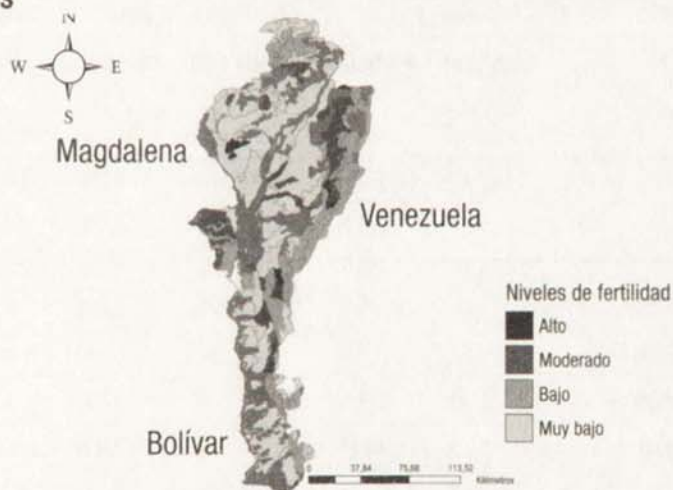 s
N
W E
S
Magdalena
Venezuela
Niveles de fertilidad
Alto
Moderado
Bajo
Muy bajo
Bolívar
0 37,84 75,68 113,52
Kilómetros